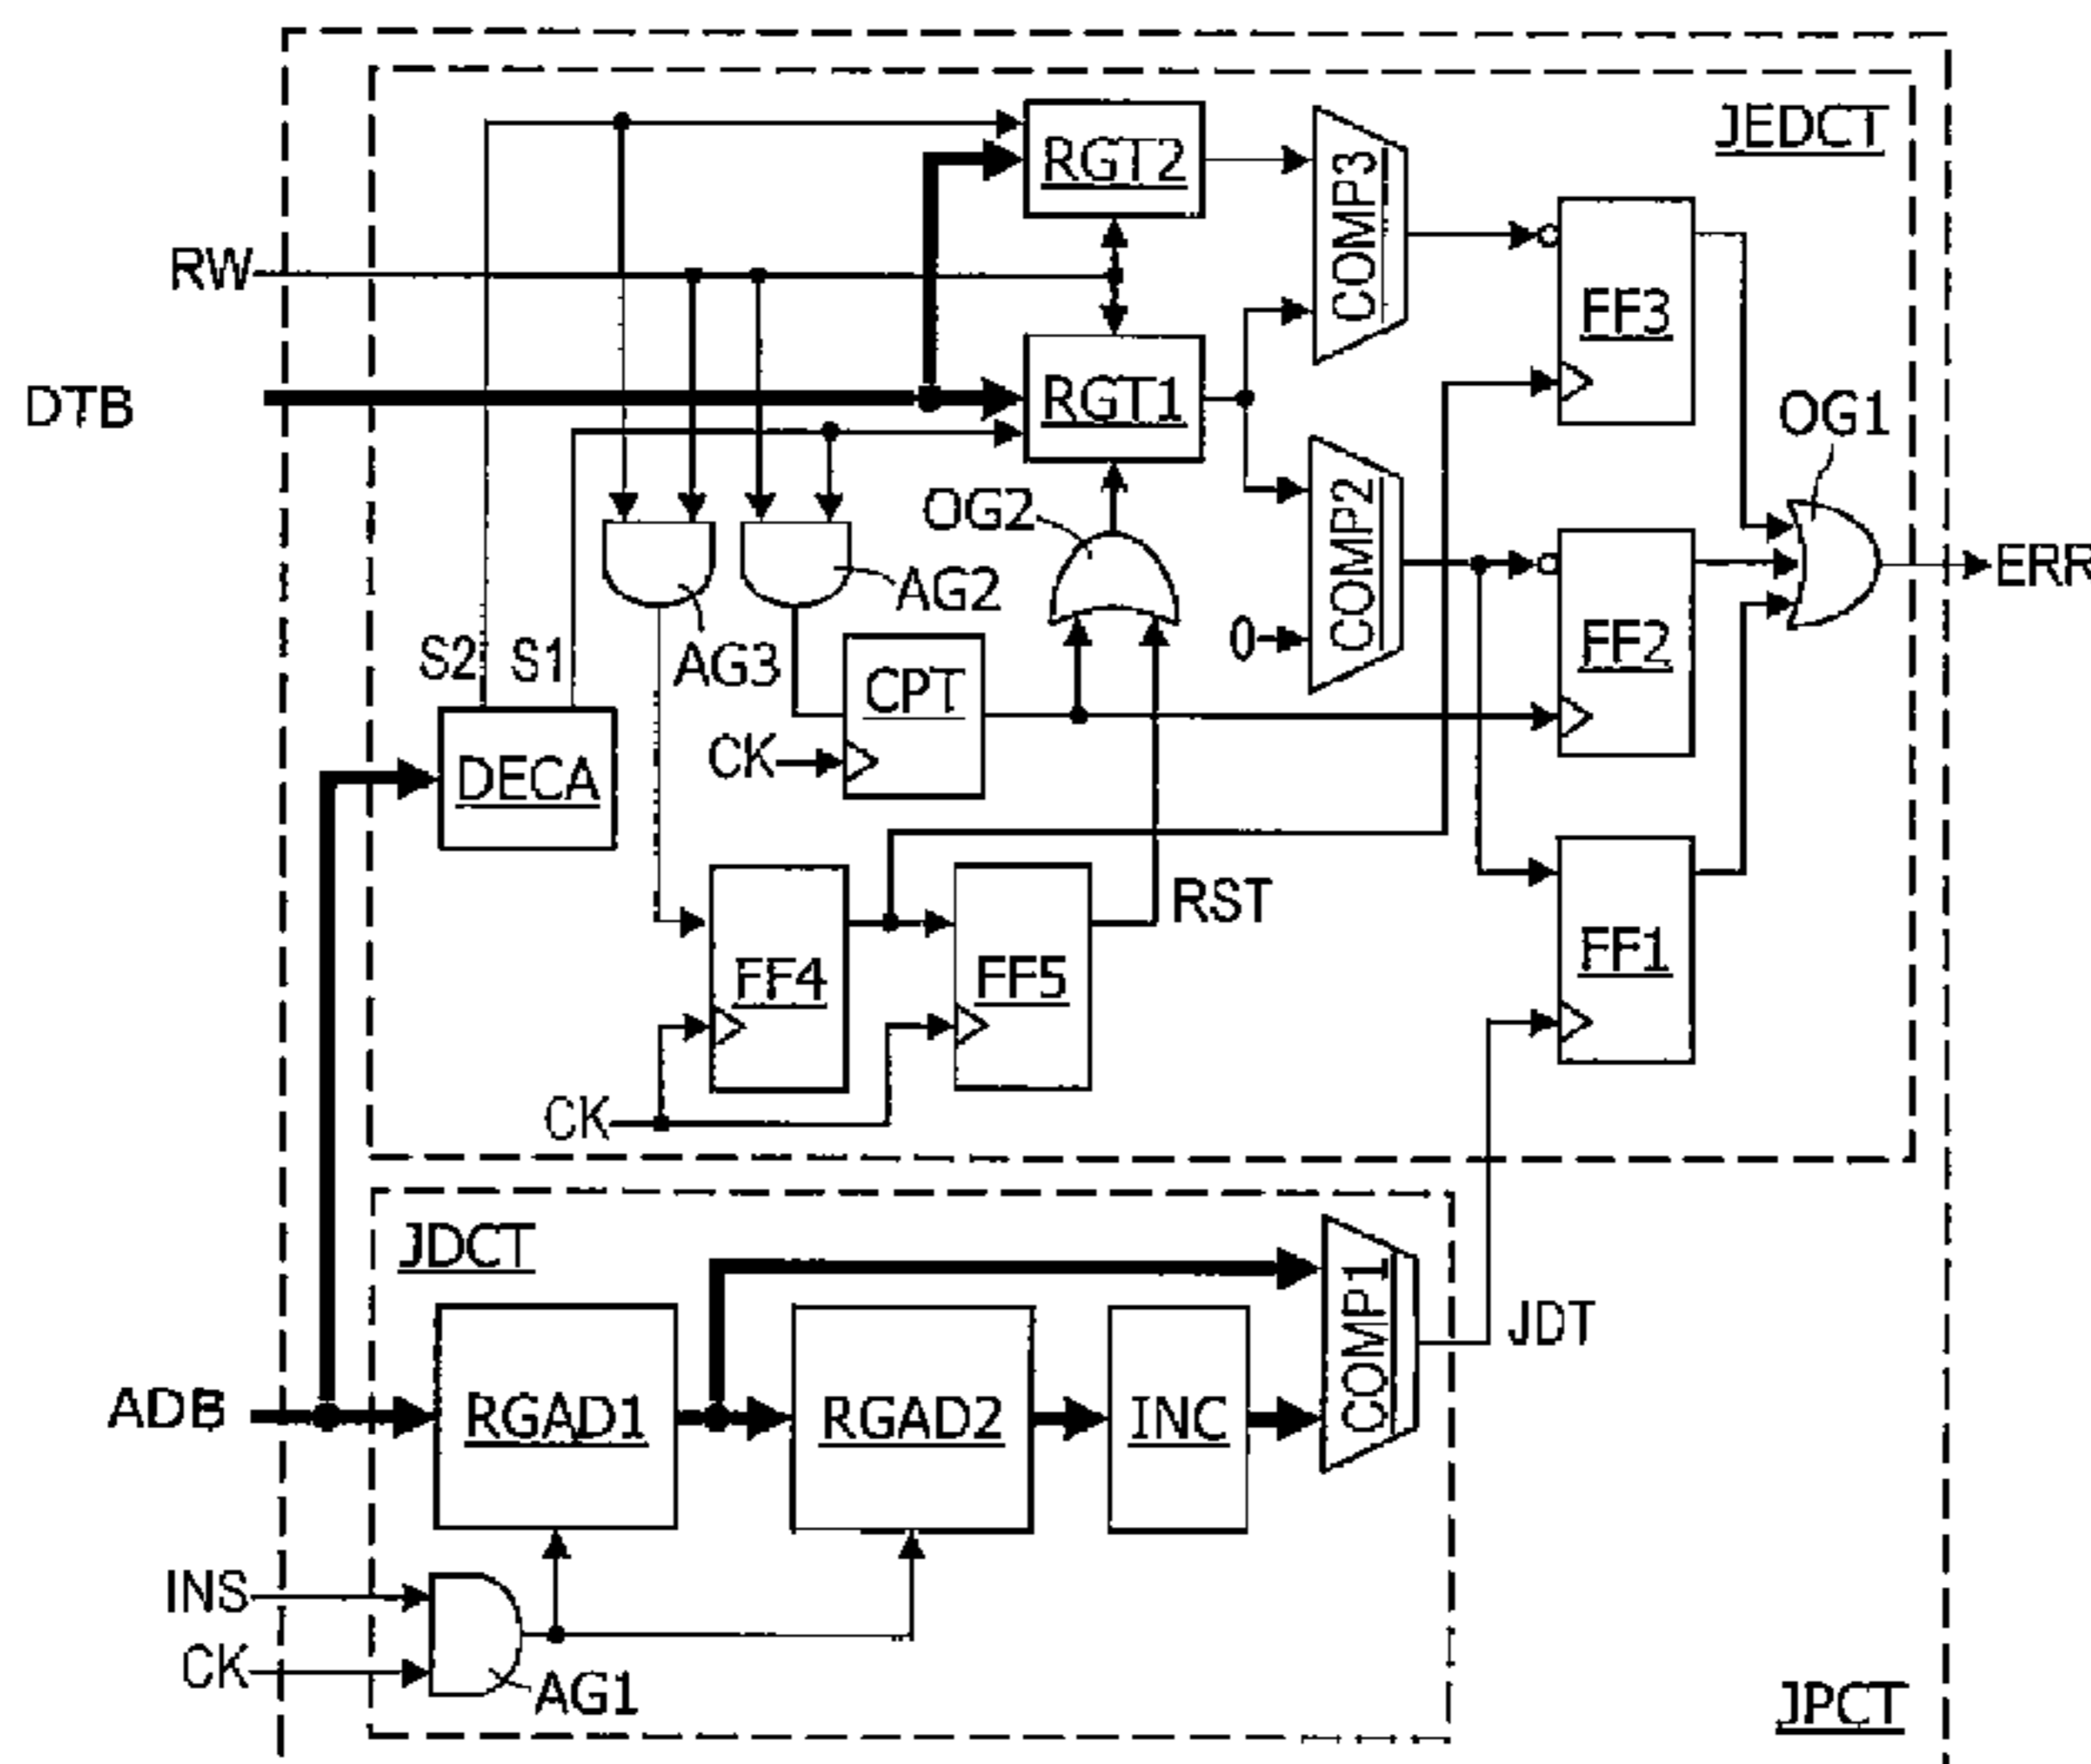 JEDCT
RGT2
COMP3
RW
FF3
DTB
RGT1
OG1
OG2
COMP2
AG2
ERR
S2
S1
AG3
0
FF2
CPT
CK
DECA
RST
FF4
FF5
FF1
CK
JDCT
COMP1
JDT
ADB
RGAD1
RGAD2
INC
INS
CK
AG1
JPCT